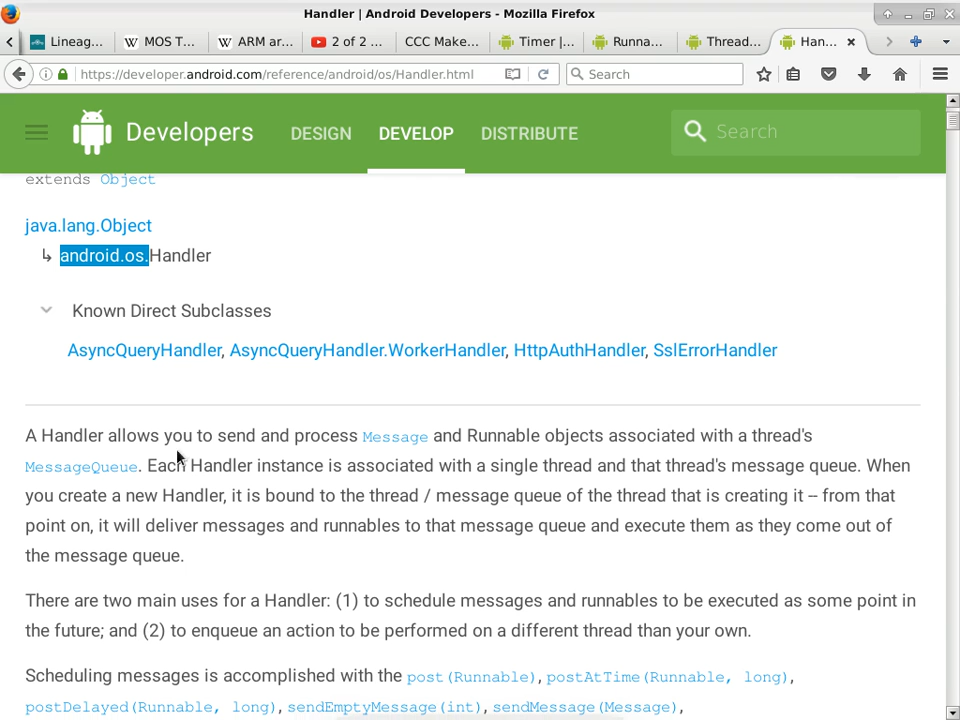 Handler | Android Developers - Mozilla Firefox
Lineag...
W MOS T...
W ARM ar...
2 of 2 ...
CCC Make...
Timer |...
Runna...
Thread...
Han...
https://developer.android.com/reference/android/os/Handler.html
Search
Developers
DESIGN
DEVELOP
DISTRIBUTE
Search
extends Object
java.lang.Object
↳ android.os.Handler
Known Direct Subclasses
AsyncQueryHandler, AsyncQueryHandler.WorkerHandler, HttpAuthHandler, SslErrorHandler
A Handler allows you to send and process Message and Runnable objects associated with a thread's
MessageQueue. Each Handler instance is associated with a single thread and that thread's message queue. When
you create a new Handler, it is bound to the thread / message queue of the thread that is creating it -- from that
point on, it will deliver messages and runnables to that message queue and execute them as they come out of
the message queue.
There are two main uses for a Handler: (1) to schedule messages and runnables to be executed as some point in
the future; and (2) to enqueue an action to be performed on a different thread than your own.
Scheduling messages is accomplished with the post(Runnable), postAtTime(Runnable, long),
postDelayed(Runnable, long), sendEmptyMessage(int), sendMessage(Message),